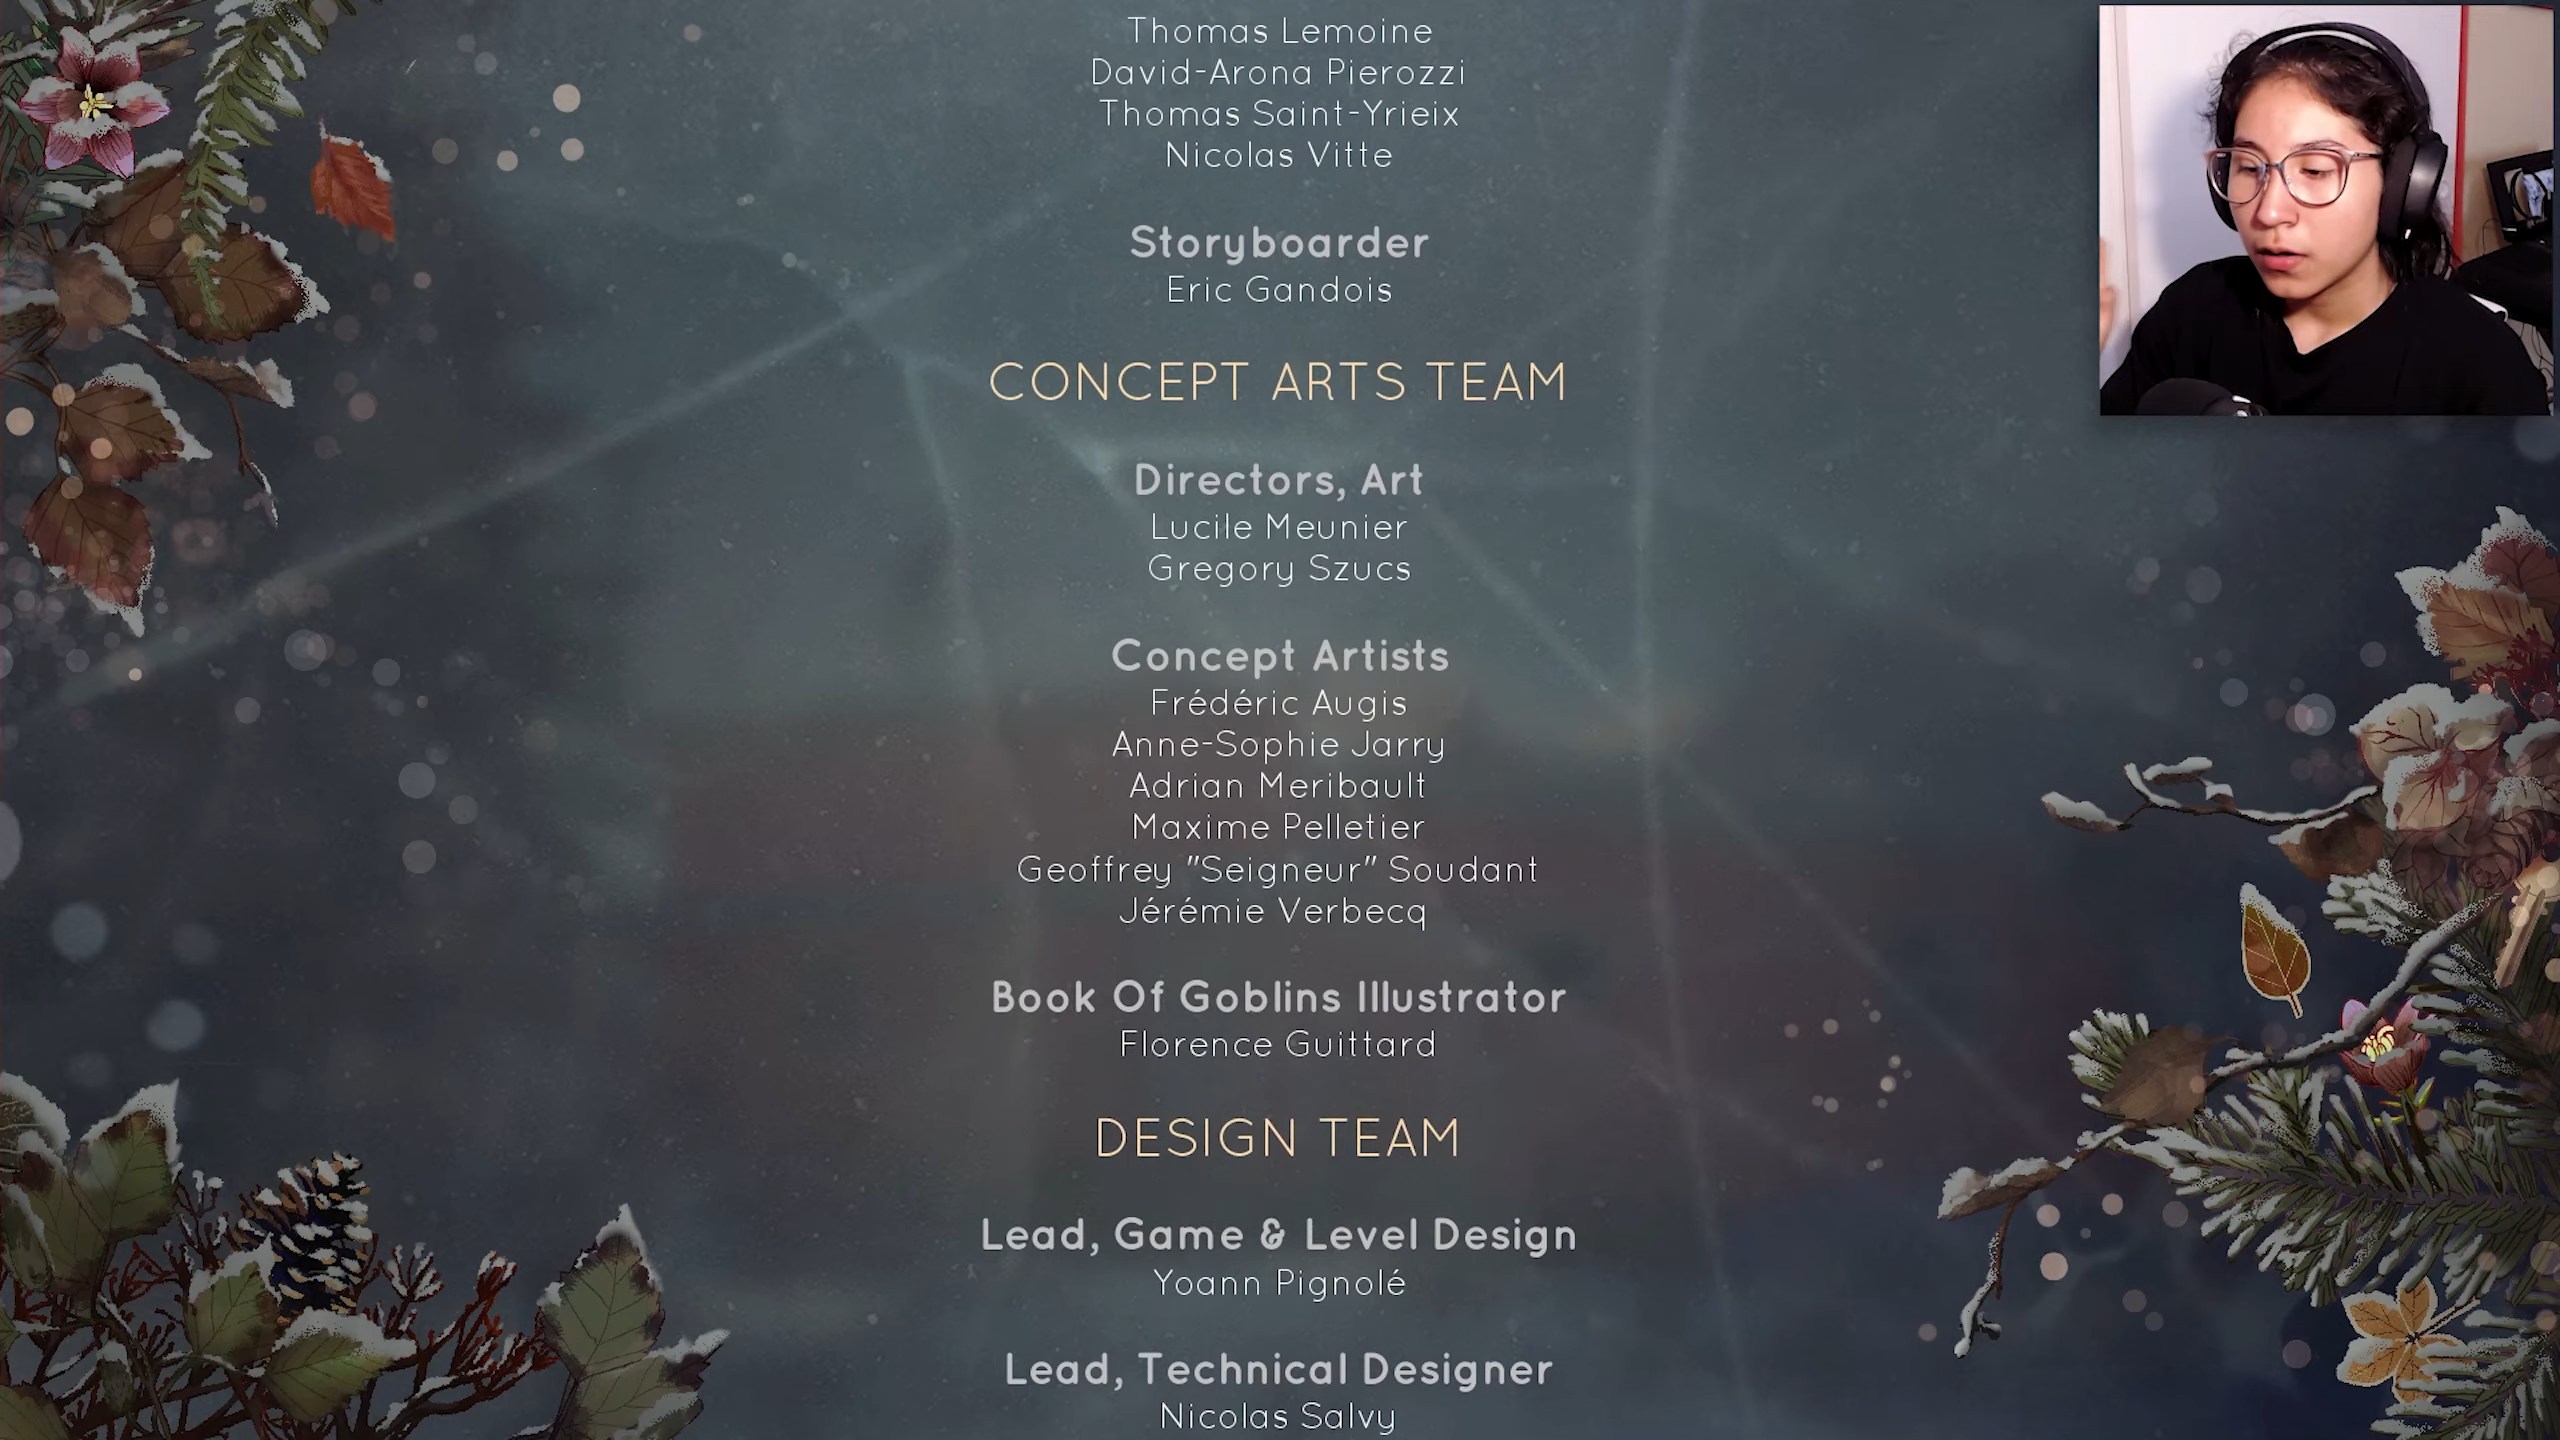 Thomas Lemoine
David-Arona Pierozzi
Thomas Saint-Yrieix
Nicolas Vitte
Storyboarder
Eric Gandois
CONCEPT ARTS TEAM
Directors, Art
Lucile Meunier
Gregory Szucs
Concept Artists
Frédéric Augis
Anne-Sophie Jarry
Adrian Meribault
Maxime Pelletier
Geoffrey "Seigneur" Soudant
Jérémie Verbecq
Book Of Goblins Illustrator
Florence Guittard
DESIGN TEAM
Lead, Game & Level Design
Yoann Pignolé
Lead, Technical Designer
Nicolas Salvy